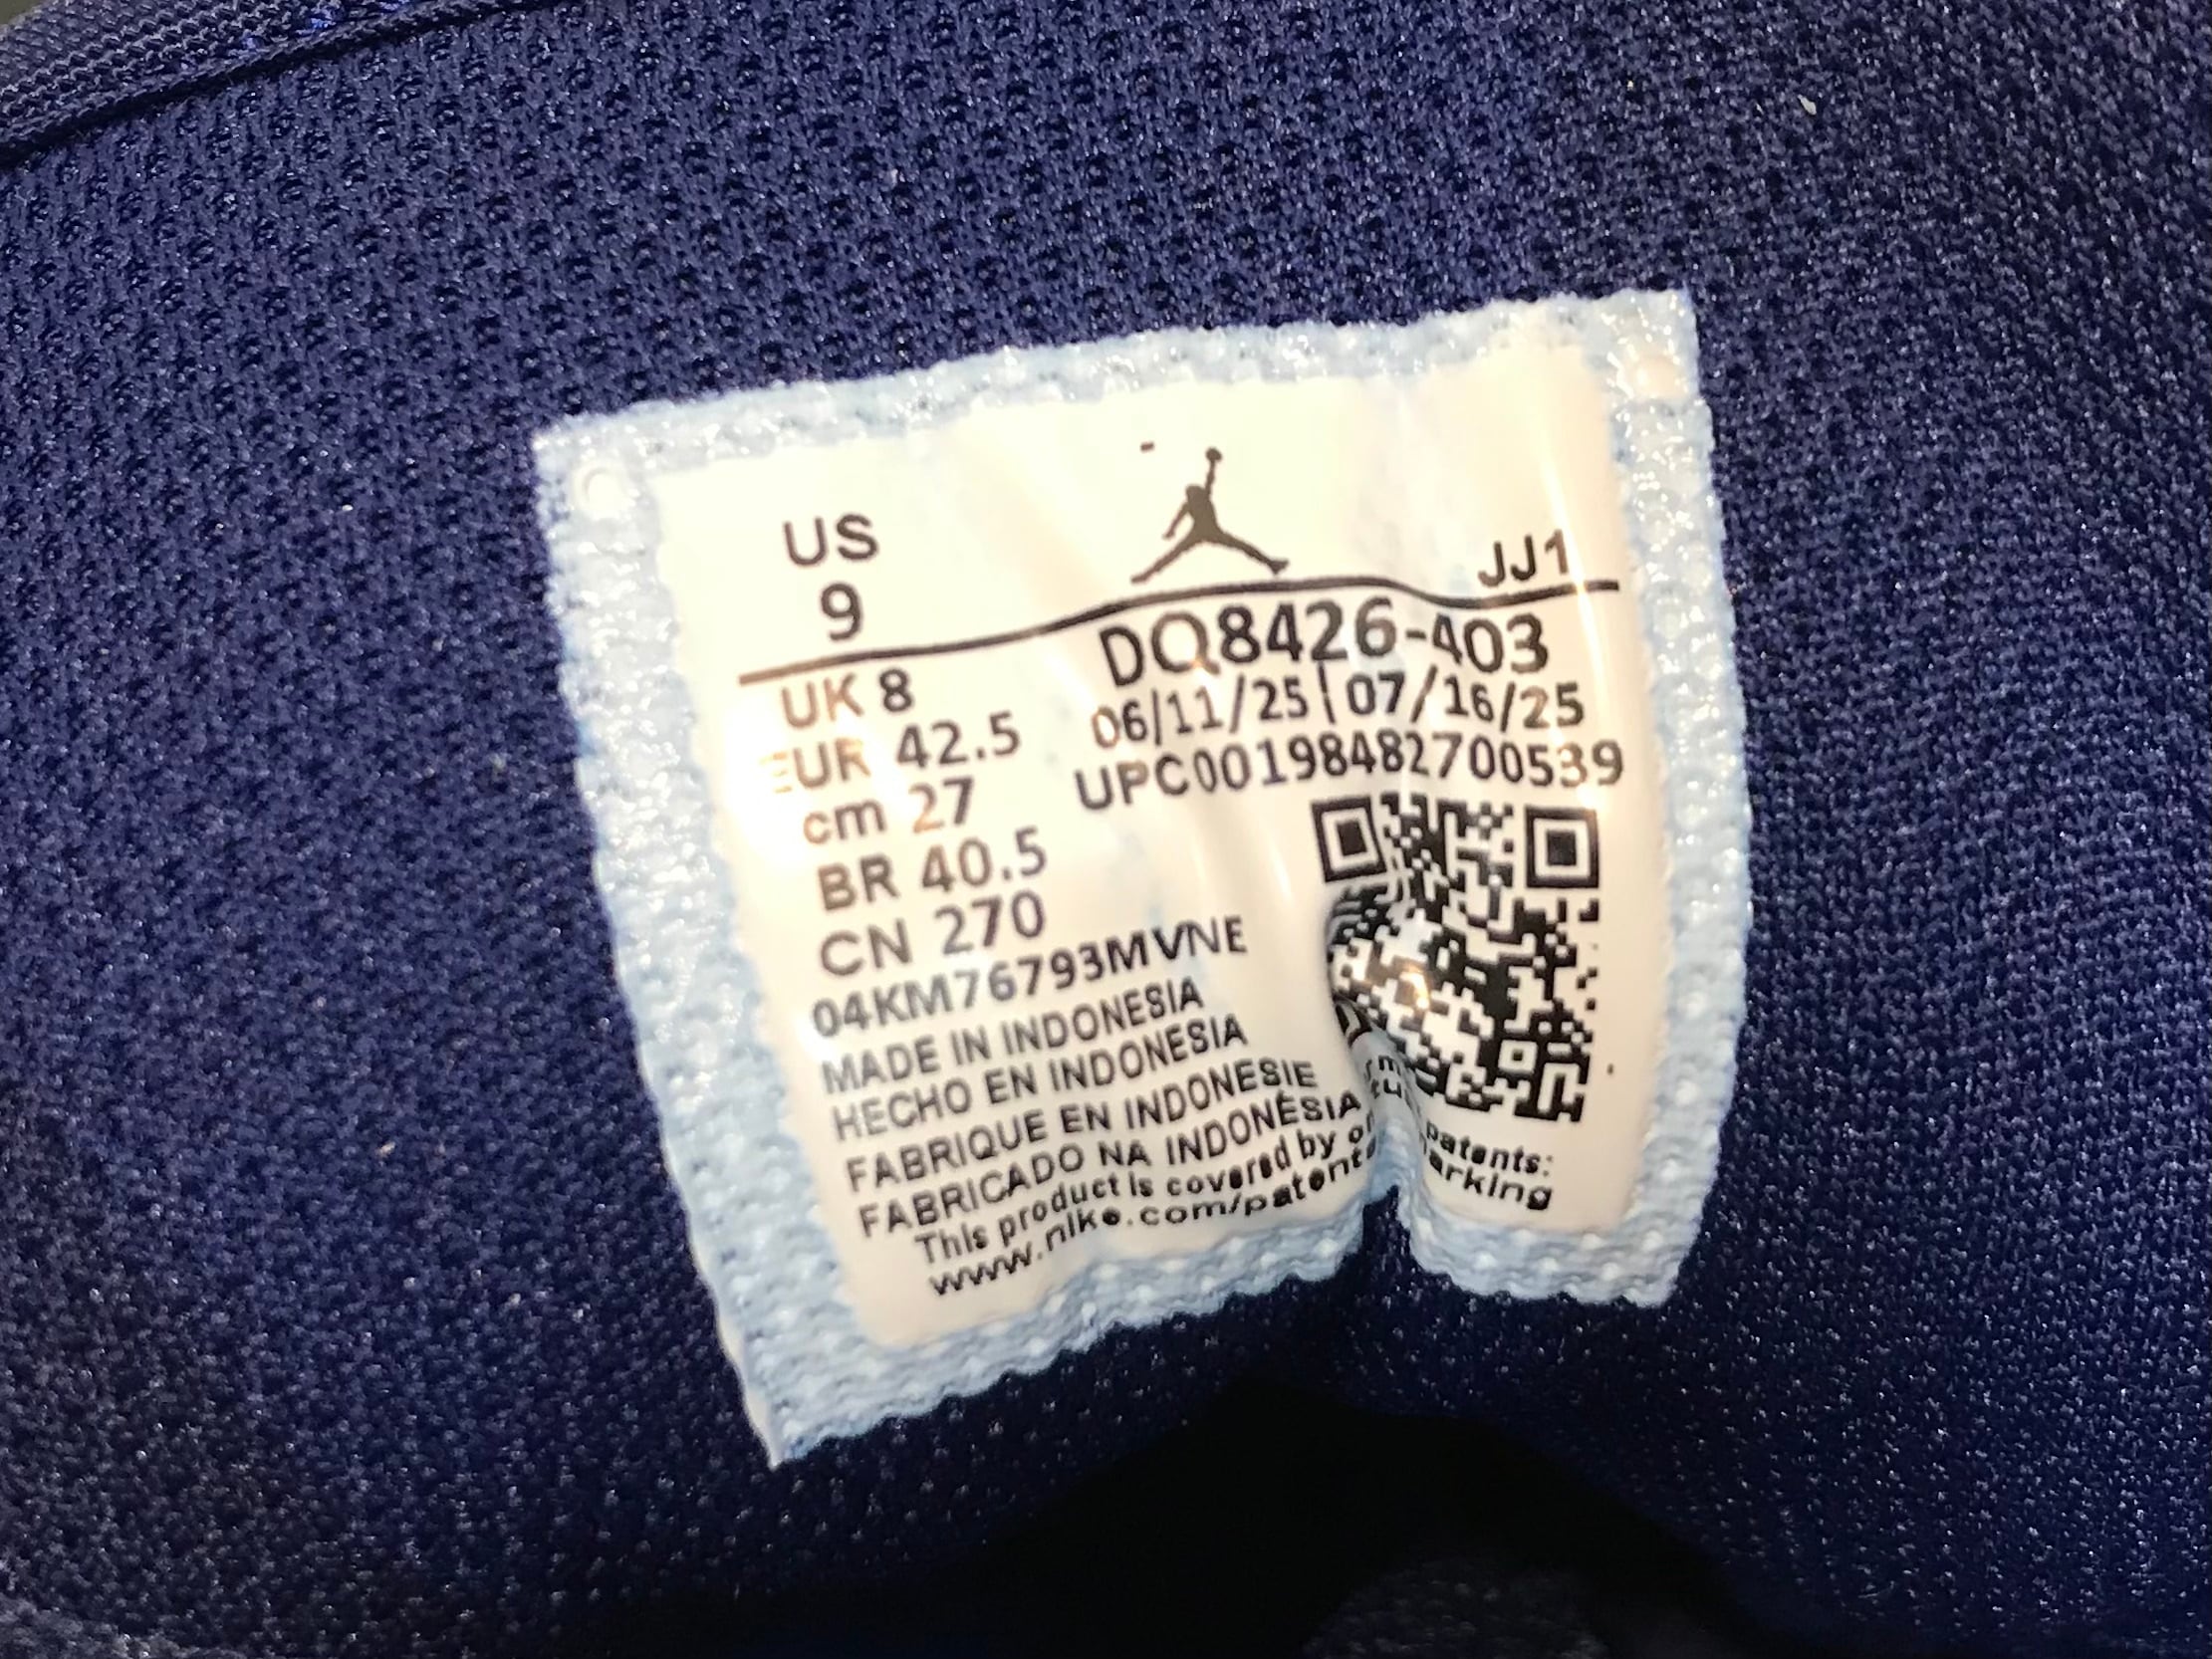 US
9
JJ1
DQ8426-403
UK 8
06/11/25|07/16/25
EUR 42.5
UPC00198482700539
cm 27
BR 40.5
CN 270
04KM76793MVNE
MADE IN INDONESIA
HECHO EN INDONESIA
FABRIQUE EN INDONESIE
FABRICADO NA INDONÉSIA
This product is covered by patents:
www.nike.com/patent